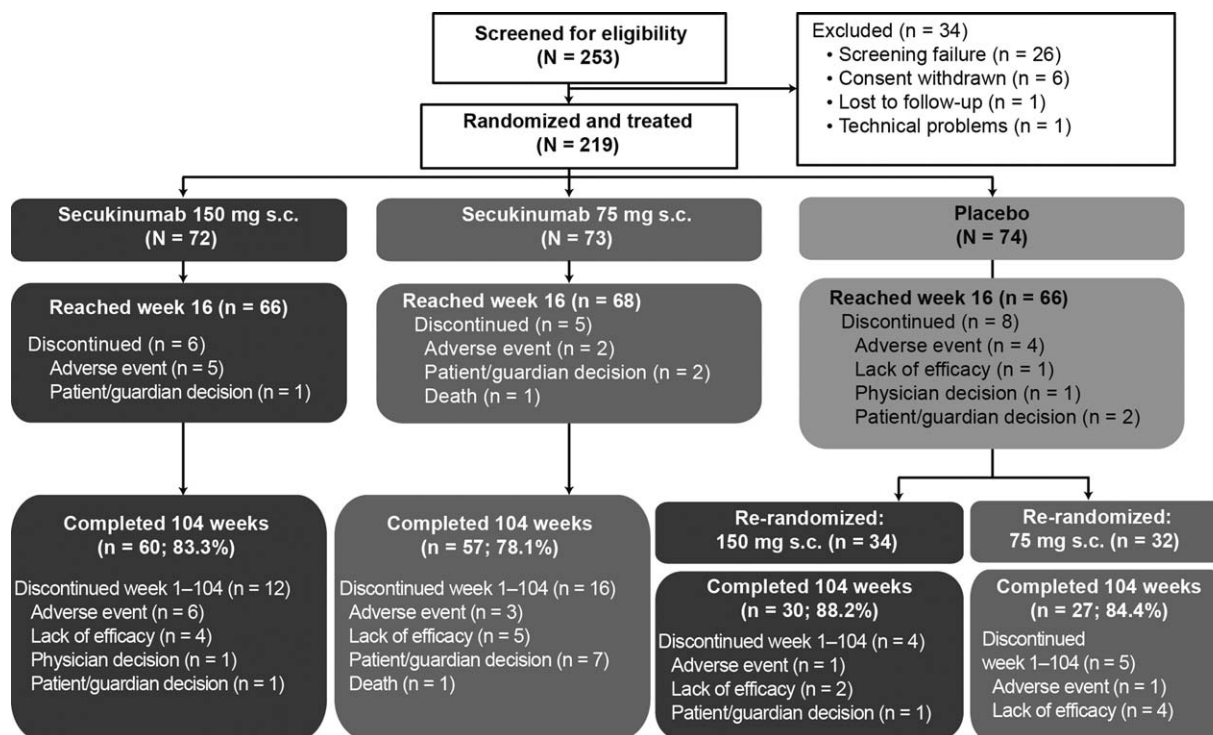 Screened for eligibility
(N = 253)
Excluded (n = 34)
• Screening failure (n = 26)
• Consent withdrawn (n = 6)
• Lost to follow-up (n = 1)
• Technical problems (n = 1)
Randomized and treated
(N = 219)
Secukinumab 150 mg s.c.
(N = 72)
Secukinumab 75 mg s.c.
(N = 73)
Placebo
(N = 74)
Reached week 16 (n = 66)
Discontinued (n = 6)
Adverse event (n = 5)
Patient/guardian decision (n = 1)
Reached week 16 (n = 68)
Discontinued (n = 5)
Adverse event (n = 2)
Patient/guardian decision (n = 2)
Death (n = 1)
Reached week 16 (n = 66)
Discontinued (n = 8)
Adverse event (n = 4)
Lack of efficacy (n = 1)
Physician decision (n = 1)
Patient/guardian decision (n = 2)
Completed 104 weeks
(n = 60; 83.3%)
Discontinued week 1–104 (n = 12)
Adverse event (n = 6)
Lack of efficacy (n = 4)
Physician decision (n = 1)
Patient/guardian decision (n = 1)
Completed 104 weeks
(n = 57; 78.1%)
Discontinued week 1–104 (n = 16)
Adverse event (n = 3)
Lack of efficacy (n = 5)
Patient/guardian decision (n = 7)
Death (n = 1)
Re-randomized:
150 mg s.c. (n = 34)
Completed 104 weeks
(n = 30; 88.2%)
Discontinued week 1–104 (n = 4)
Adverse event (n = 1)
Lack of efficacy (n = 2)
Patient/guardian decision (n = 1)
Re-randomized:
75 mg s.c. (n = 32)
Completed 104 weeks
(n = 27; 84.4%)
Discontinued
week 1–104 (n = 5)
Adverse event (n = 1)
Lack of efficacy (n = 4)